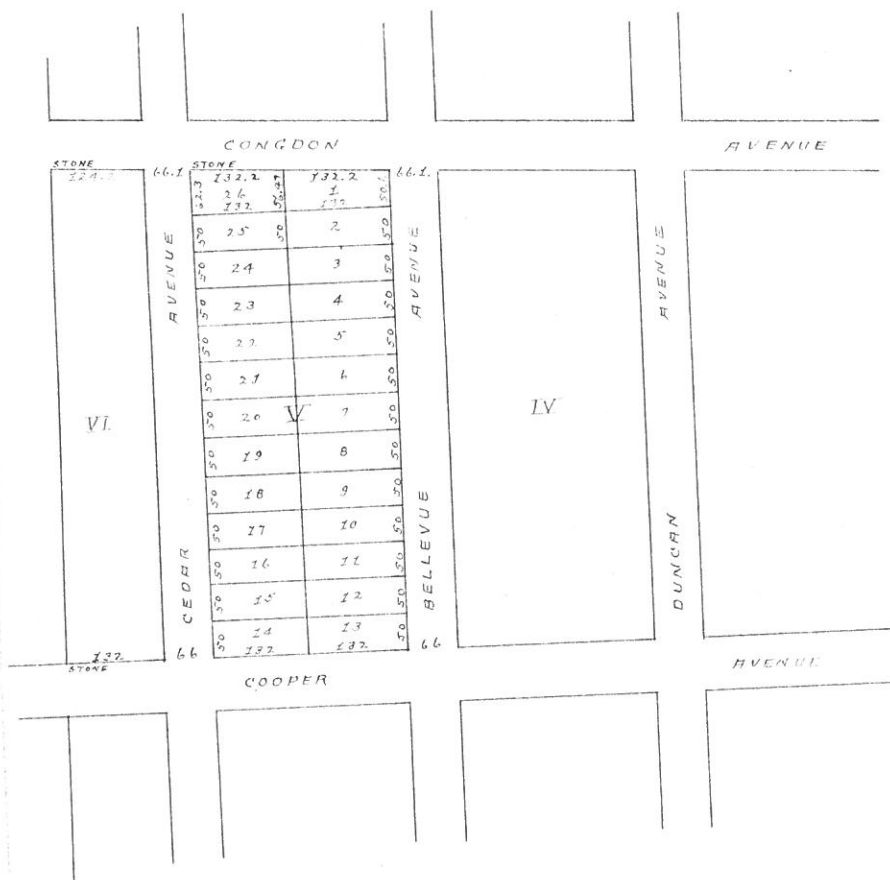 CONGDON AVENUE
STONE STONE
66.1 132.2 132.2 66.1
26 1
132 132
50 25 50 2 50
50 24 3 50
50 23 4 50
50 22 5 50
50 21 6 50
50 20 V 7 50
50 19 8 50
50 18 9 50
50 17 10 50
50 16 11 50
50 15 12 50
50 14 13 50
132 66 132 132 66
STONE
VI
IV
CEDAR AVENUE
BELLEVUE AVENUE
DUNCAN AVENUE
COOPER AVENUE